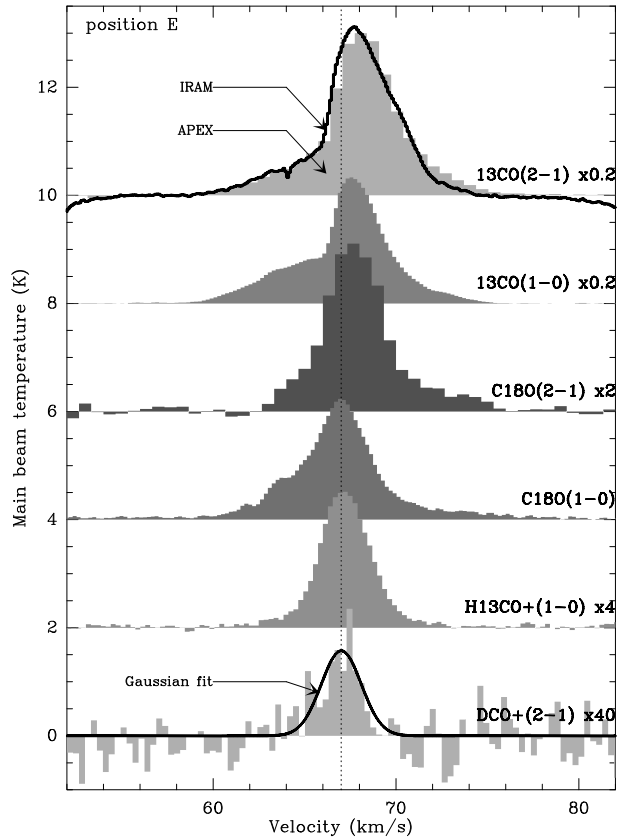 position E
12
IRAM
APEX
13CO(2-1) x0.2
10
13CO(1-0) x0.2
8
C18O(2-1) x2
6
C18O(1-0)
4
H13CO+(1-0) x4
2
Gaussian fit
DCO+(2-1) x40
0
60 70 80
Velocity (km/s)
Main beam temperature (K)